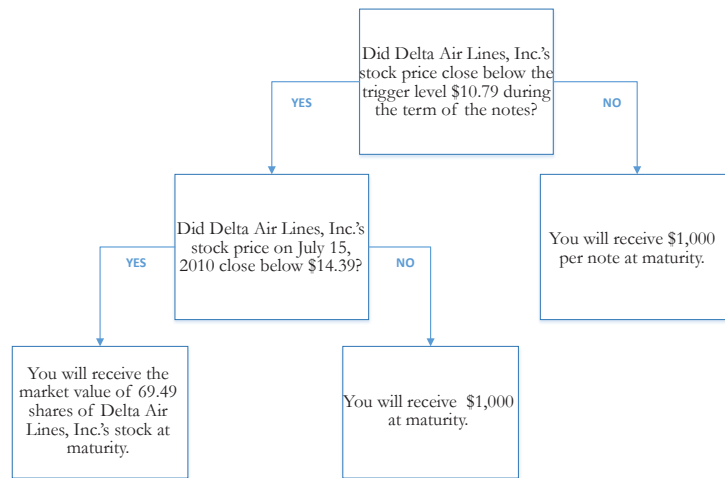 Did Delta Air Lines, Inc.'s
stock price close below the
trigger level $10.79 during
the term of the notes?
YES
NO
Did Delta Air Lines, Inc.'s
stock price on July 15,
2010 close below $14.39?
You will receive $1,000
per note at maturity.
YES
NO
You will receive the
market value of 69.49
shares of Delta Air
Lines, Inc.'s stock at
maturity.
You will receive $1,000
at maturity.